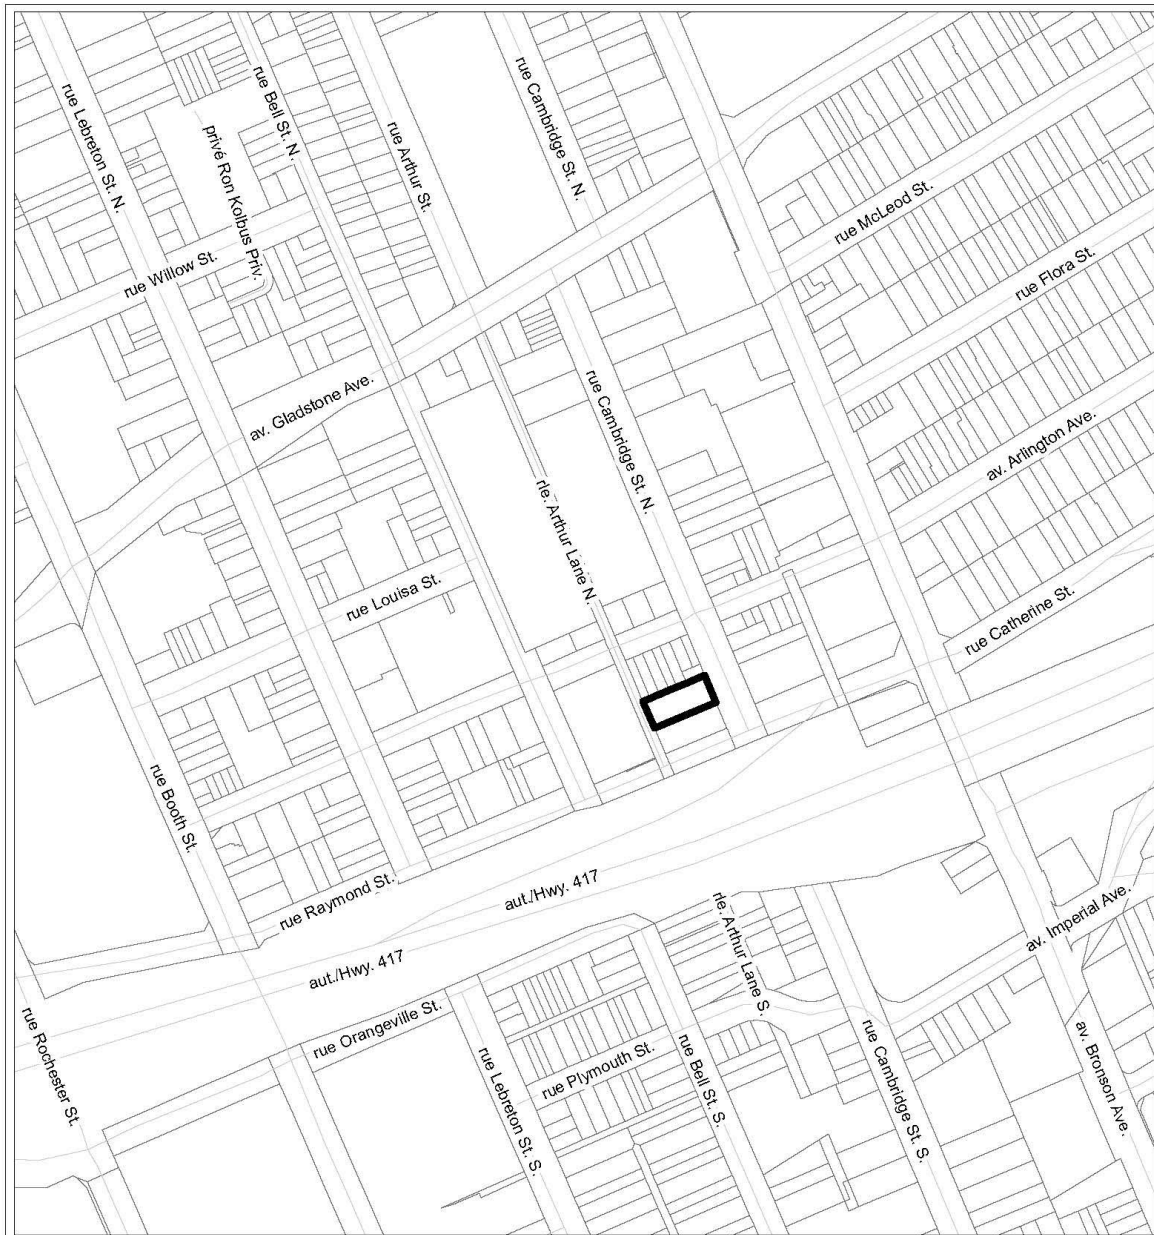 rue Lebreton St. N.
privé Ron Kolbus Priv.
rue Bell St. N.
rue Arthur St.
rue Cambridge St. N.
rue Willow St.
rue McLeod St.
rue Flora St.
av. Gladstone Ave.
rue Cambridge St. N.
av. Arlington Ave.
rle. Arthur Lane N.
rue Louisa St.
rue Catherine St.
rue Booth St.
rue Raymond St.
aut./Hwy. 417
aut./Hwy. 417
rle. Arthur Lane S.
av. Imperial Ave.
rue Rochester St.
rue Orangeville St.
rue Lebreton St. S.
rue Plymouth St.
rue Bell St. S.
rue Cambridge St. S.
av. Bronson Ave.